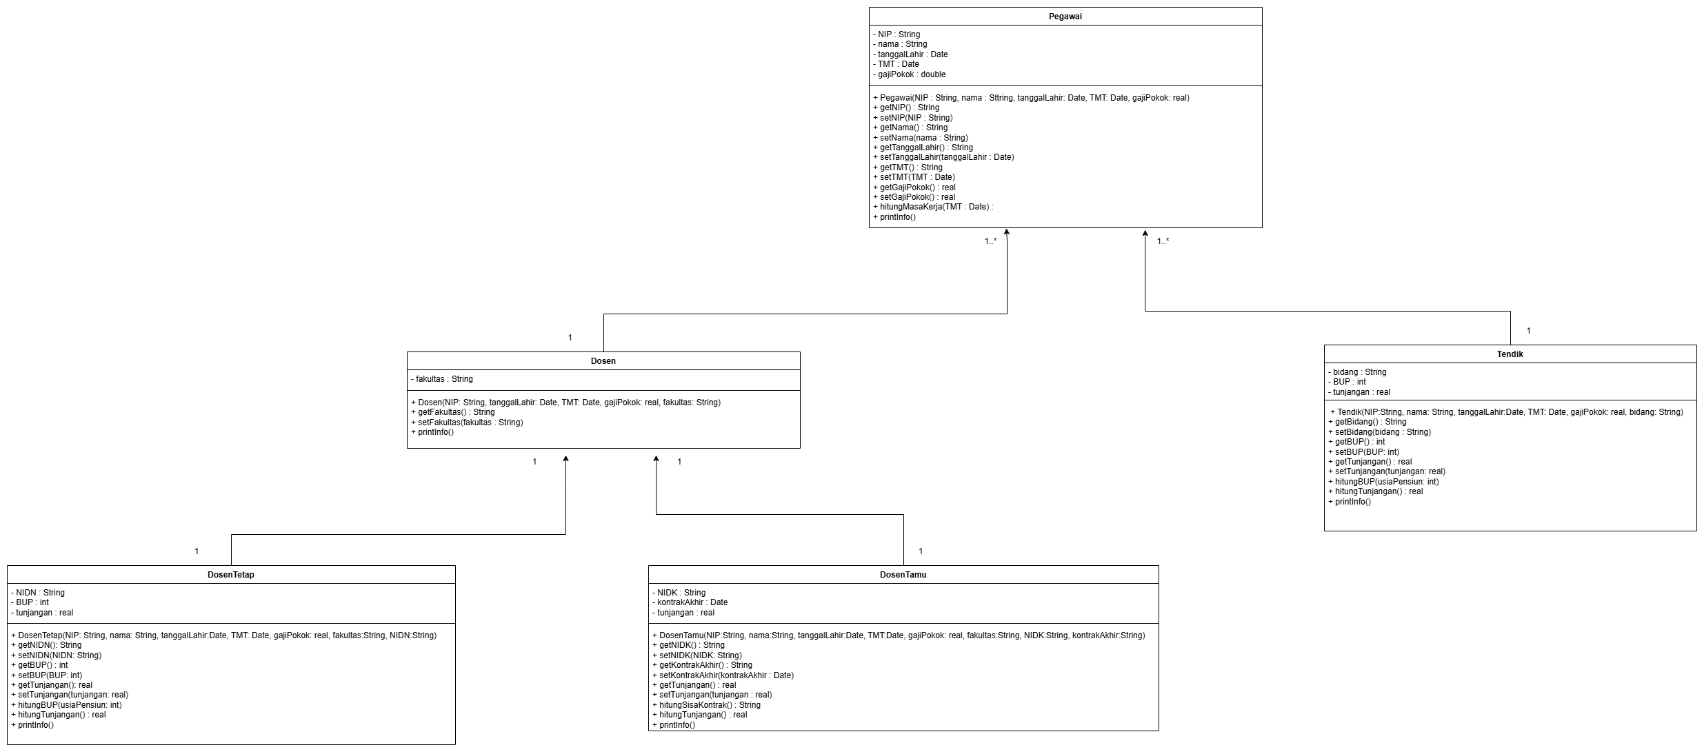 Pegawai
- NIP : String
- nama : String
- tanggalLahir : Date
- TMT : Date
- gajiPokok : double
+ Pegawai(NIP : String, nama : Sttring, tanggalLahir: Date, TMT: Date, gajiPokok: real)
+ getNIP() : String
+ setNIP(NIP : String)
+ getNama() : String
+ setNama(nama : String)
+ getTanggalLahir() : String
+ setTanggalLahir(tanggalLahir : Date)
+ getTMT() : String
+ setTMT(TMT : Date)
+ getGajiPokok() : real
+ setGajiPokok() : real
+ hitungMasaKerja(TMT : Date) :
+ printInfo()
1..*
1..*
1
1
Dosen
- fakultas : String
+ Dosen(NIP: String, tanggalLahir: Date, TMT: Date, gajiPokok: real, fakultas: String)
+ getFakultas() : String
+ setFakultas(fakultas : String)
+ printInfo()
Tendik
- bidang : String
- BUP : int
- tunjangan : real
+ Tendik(NIP:String, nama: String, tanggalLahir:Date, TMT: Date, gajiPokok: real, bidang: String)
+ getBidang() : String
+ setBidang(bidang : String)
+ getBUP() : int
+ setBUP(BUP: int)
+ getTunjangan() : real
+ setTunjangan(tunjangan: real)
+ hitungBUP(usiaPensiun: int)
+ hitungTunjangan() : real
+ printInfo()
1
1
1
1
DosenTetap
- NIDN : String
- BUP : int
- tunjangan : real
+ DosenTetap(NIP: String, nama: String, tanggalLahir:Date, TMT: Date, gajiPokok: real, fakultas:String, NIDN:String)
+ getNIDN(): String
+ setNIDN(NIDN: String)
+ getBUP() : int
+ setBUP(BUP: int)
+ getTunjangan(): real
+ setTunjangan(tunjangan: real)
+ hitungBUP(usiaPensiun: int)
+ hitungTunjangan() : real
+ printInfo()
DosenTamu
- NIDK : String
- kontrakAkhir : Date
- tunjangan : real
+ DosenTamu(NIP:String, nama:String, tanggalLahir:Date, TMT:Date, gajiPokok: real, fakultas:String, NIDK:String, kontrakAkhir:String)
+ getNIDK() : String
+ setNIDK(NIDK: String)
+ getKontrakAkhir() : String
+ setKontrakAkhir(kontrakAkhir : Date)
+ getTunjangan() : real
+ setTunjangan(tunjangan : real)
+ hitungSisaKontrak() : String
+ hitungTunjangan() : real
+ printInfo()